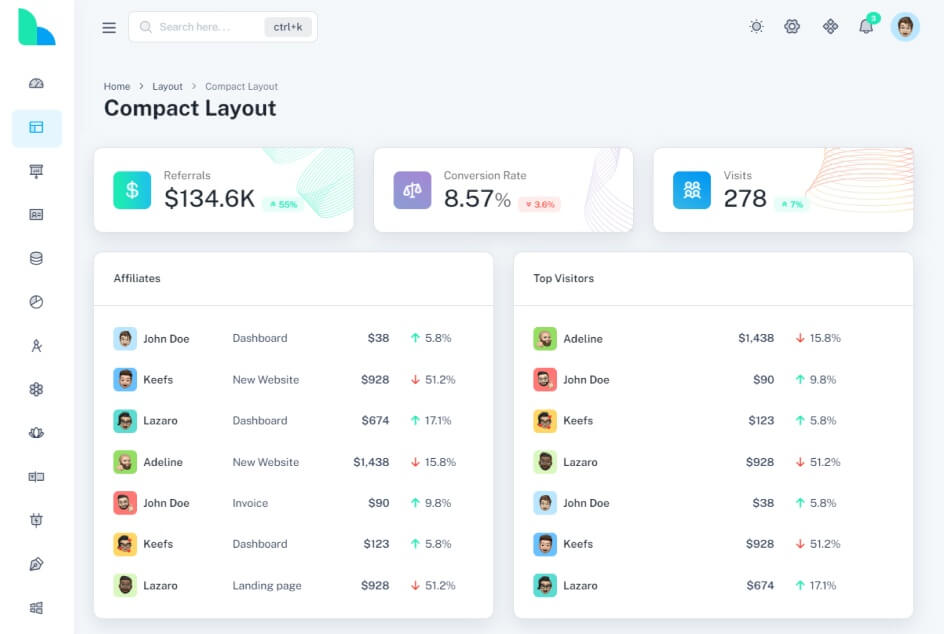 Search here... ctrl+k
3
Home > Layout > Compact Layout
Compact Layout
Referrals
$134.6K 55%
Conversion Rate
8.57% 3.6%
Visits
278 7%
Affiliates
John Doe Dashboard $38 ↑ 5.8%
Keefs New Website $928 ↓ 51.2%
Lazaro Dashboard $674 ↑ 17.1%
Adeline New Website $1,438 ↓ 15.8%
John Doe Invoice $90 ↑ 9.8%
Keefs Dashboard $123 ↑ 5.8%
Lazaro Landing page $928 ↓ 51.2%
Top Visitors
Adeline $1,438 ↓ 15.8%
John Doe $90 ↑ 9.8%
Keefs $123 ↑ 5.8%
Lazaro $928 ↓ 51.2%
John Doe $38 ↑ 5.8%
Keefs $928 ↓ 51.2%
Lazaro $674 ↑ 17.1%